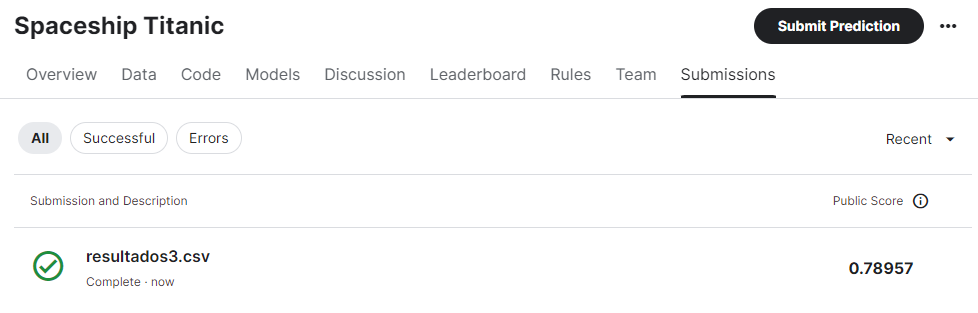 Spaceship Titanic
Submit Prediction
Overview Data Code Models Discussion Leaderboard Rules Team Submissions
All Successful Errors Recent
Submission and Description Public Score
resultados3.csv
Complete · now
0.78957